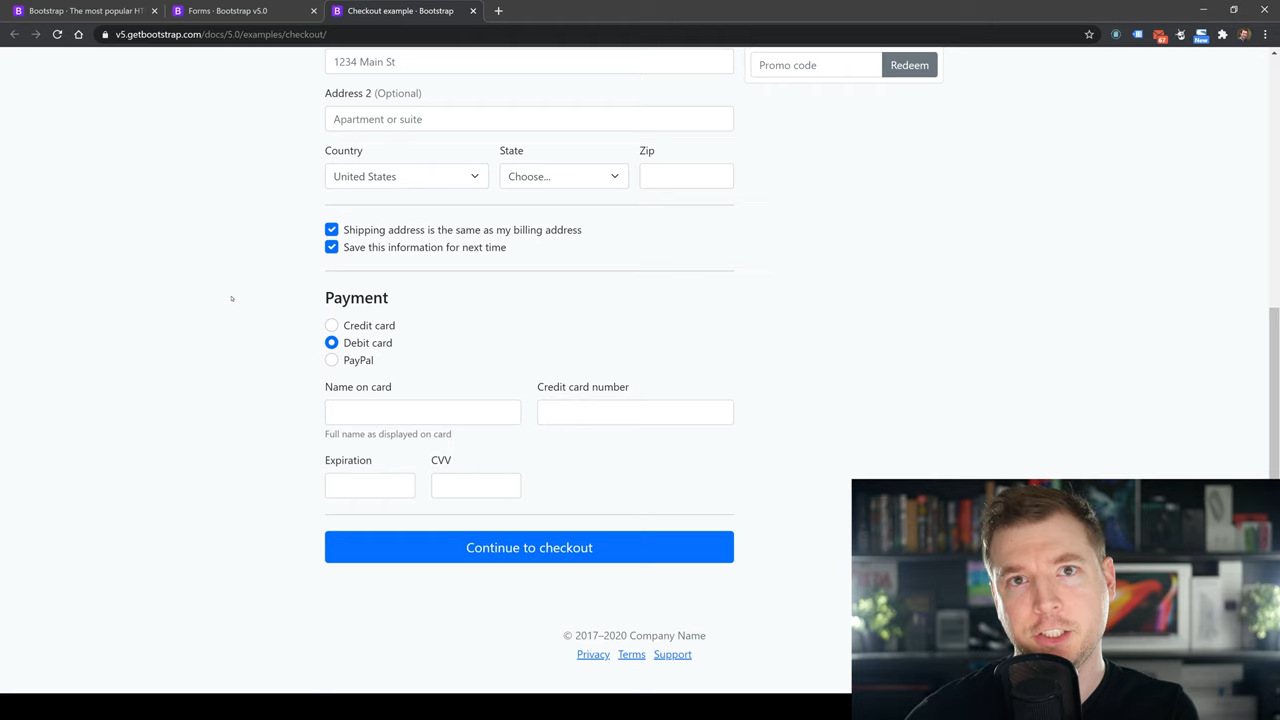 Bootstrap · The most popular HT
Forms · Bootstrap v5.0
Checkout example · Bootstrap
v5.getbootstrap.com/docs/5.0/examples/checkout/
67
New
1234 Main St
Promo code
Redeem
Address 2 (Optional)
Apartment or suite
Country
State
Zip
United States
Choose...
Shipping address is the same as my billing address
Save this information for next time
Payment
Credit card
Debit card
PayPal
Name on card
Credit card number
Full name as displayed on card
Expiration
CVV
Continue to checkout
© 2017–2020 Company Name
Privacy
Terms
Support